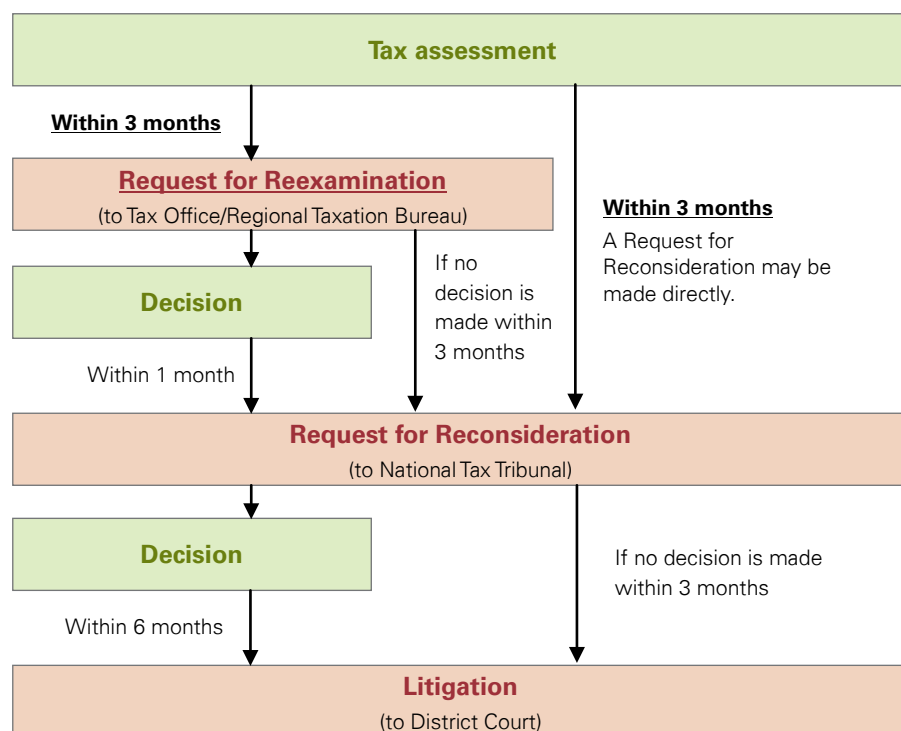 Tax assessment
Within 3 months
Request for Reexamination
(to Tax Office/Regional Taxation Bureau)
Within 3 months
A Request for
Reconsideration may be
made directly.
If no
decision is
made within
3 months
Decision
Within 1 month
Request for Reconsideration
(to National Tax Tribunal)
Decision
If no decision is made
within 3 months
Within 6 months
Litigation
(to District Court)